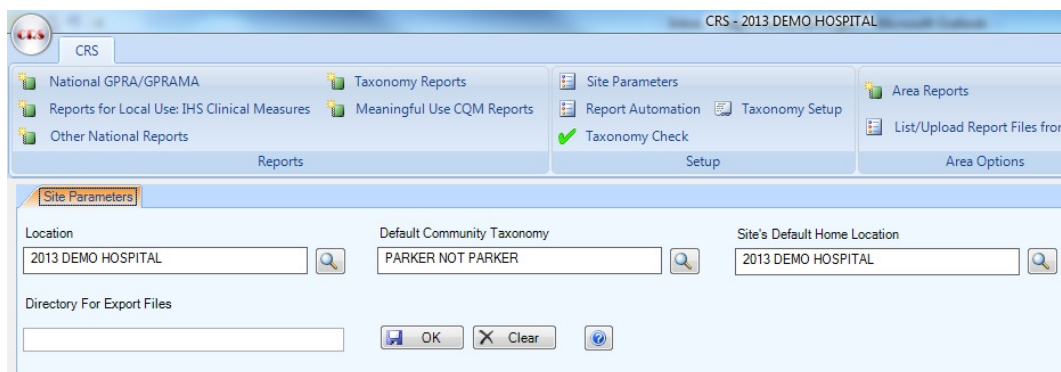 CRS - 2013 DEMO HOSPITAL
CRS
CRS
National GPRA/GPRAMA
Taxonomy Reports
Reports for Local Use: IHS Clinical Measures
Meaningful Use CQM Reports
Other National Reports
Reports
Site Parameters
Report Automation
Taxonomy Setup
Taxonomy Check
Setup
Area Reports
List/Upload Report Files from
Area Options
Site Parameters
Location
Default Community Taxonomy
Site's Default Home Location
2013 DEMO HOSPITAL
PARKER NOT PARKER
2013 DEMO HOSPITAL
Directory For Export Files
OK
Clear